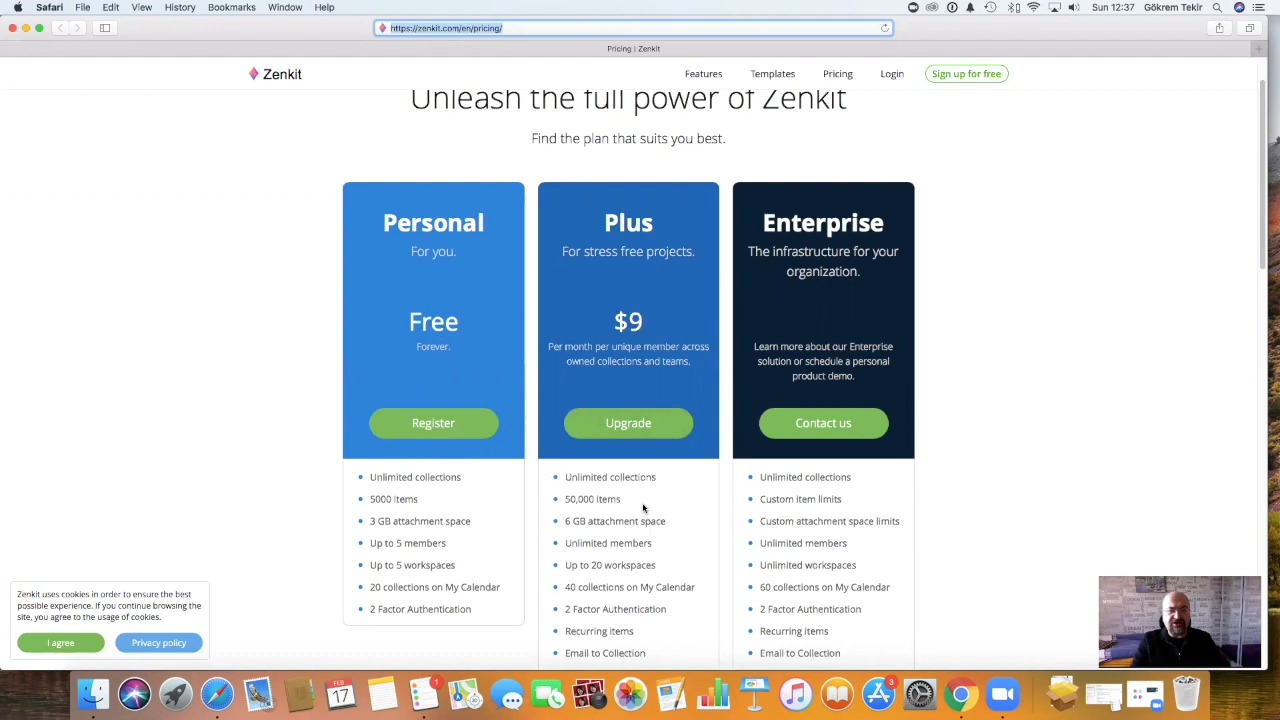 Safari File Edit View History Bookmarks Window Help
Sun 12:37 Gökrem Tekir
https://zenkit.com/en/pricing/
Pricing | Zenkit
Zenkit
Features Templates Pricing Login Sign up for free
Unleash the full power of Zenkit
Find the plan that suits you best.
Personal
For you.
Free
Forever.
Register
Unlimited collections
5000 items
3 GB attachment space
Up to 5 members
Up to 5 workspaces
20 collections on My Calendar
2 Factor Authentication
Plus
For stress free projects.
$9
Per month per unique member across
owned collections and teams.
Upgrade
Unlimited collections
50,000 items
6 GB attachment space
Unlimited members
Up to 20 workspaces
40 collections on My Calendar
2 Factor Authentication
Recurring items
Email to Collection
Enterprise
The infrastructure for your
organization.
Learn more about our Enterprise
solution or schedule a personal
product demo.
Contact us
Unlimited collections
Custom item limits
Custom attachment space limits
Unlimited members
Unlimited workspaces
60 collections on My Calendar
2 Factor Authentication
Recurring items
Email to Collection
Zenkit uses cookies in order to ensure the best
possible experience. If you continue browsing the
site, you agree to the usage of cookies.
I agree
Privacy policy
FEB
17
1
3